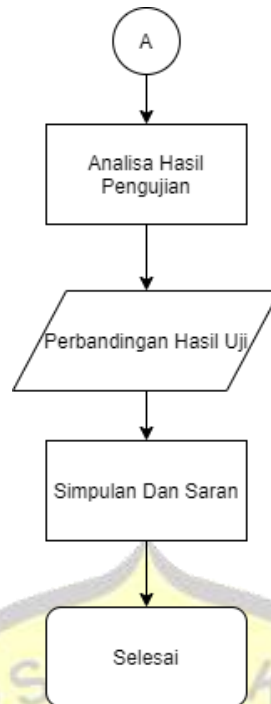 A
Analisa Hasil
Pengujian
Perbandingan Hasil Uji
Simpulan Dan Saran
Selesai